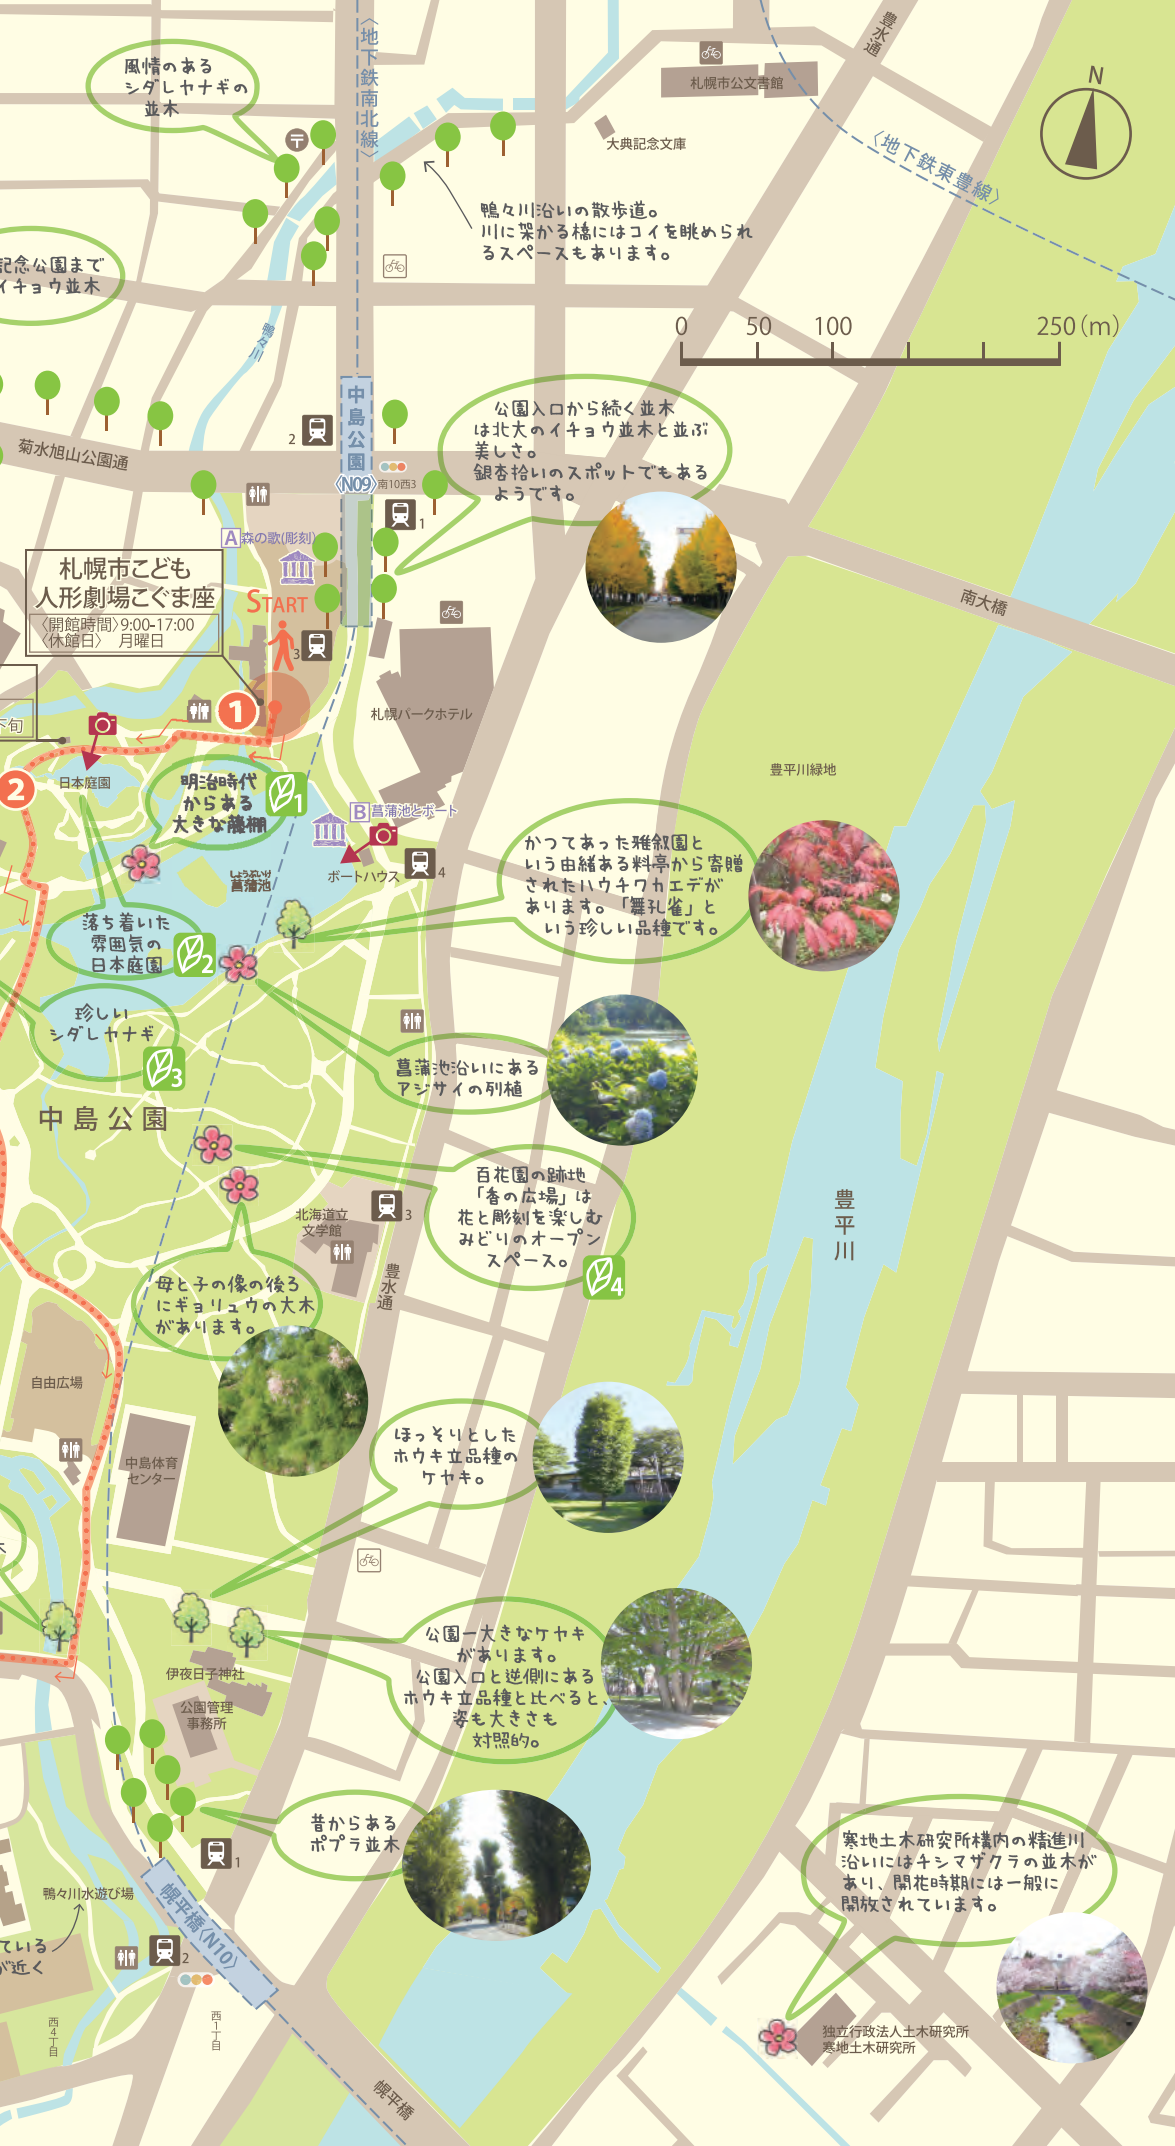 風情のある
シダレヤナギの
並木
〈地下鉄南北線〉
札幌市公文書館
大典記念文庫
豊水通
〈地下鉄東豊線〉
N
鴨々川沿いの散歩道。
川に架かる橋にはコイを眺められ
るスペースもあります。
記念公園まで
イチョウ並木
鴨々川
0 50 100 250(m)
菊水旭山公園通
2
中島公園
〈N09〉
南10西3
1
公園入口から続く並木
は北大のイチョウ並木と並ぶ
美しさ。
銀杏拾いのスポットでもある
ようです。
A 森の歌(彫刻)
札幌市こども
人形劇場こぐま座
〈開館時間〉9:00-17:00
〈休館日〉 月曜日
START
3
南大橋
下旬
1
札幌パークホテル
2
日本庭園
豊平川緑地
明治時代
からある
大きな藤棚
1
B 菖蒲池とボート
ボートハウス
4
しょうぶいけ
菖蒲池
かつてあった雅叙園と
いう由緒ある料亭から寄贈
されたハウチワカエデが
あります。「舞孔雀」と
いう珍しい品種です。
落ち着いた
雰囲気の
日本庭園
2
珍しい
シダレヤナギ
3
菖蒲池沿いにある
アジサイの列植
中島公園
百花園の跡地
「香の広場」は
花と彫刻を楽しむ
みどりのオープン
スペース。
4
北海道立
文学館
3
豊水通
豊平川
母と子の像の後ろ
にギョリュウの大木
があります。
自由広場
中島体育
センター
ほっそりとした
ホウキ立品種の
ケヤキ。
公園一大きなケヤキ
があります。
公園入口と逆側にある
ホウキ立品種と比べると、
姿も大きさも
対照的。
伊夜日子神社
公園管理
事務所
昔からある
ポプラ並木
1
寒地土木研究所構内の精進川
沿いにはチシマザクラの並木が
あり、開花時期には一般に
開放されています。
鴨々川水遊び場
ている
が近く
幌平橋〈N10〉
2
西4丁目
西1丁目
独立行政法人土木研究所
寒地土木研究所
幌平橋